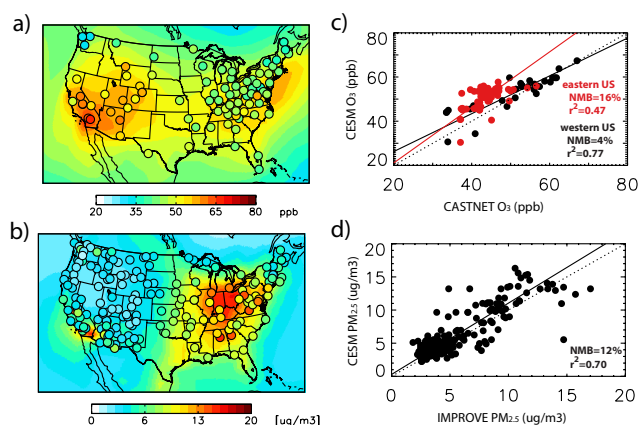 a)
20 35 50 65 80 ppb
b)
0 6 13 20 [ug/m3]
c)
80
60
40
20
CESM O₃ (ppb)
eastern US
NMB=16%
r²=0.47
western US
NMB=4%
r²=0.77
20 40 60 80
CASTNET O₃ (ppb)
d)
20
15
10
5
0
CESM PM₂.₅ (ug/m3)
NMB=12%
r²=0.70
0 5 10 15 20
IMPROVE PM₂.₅ (ug/m3)